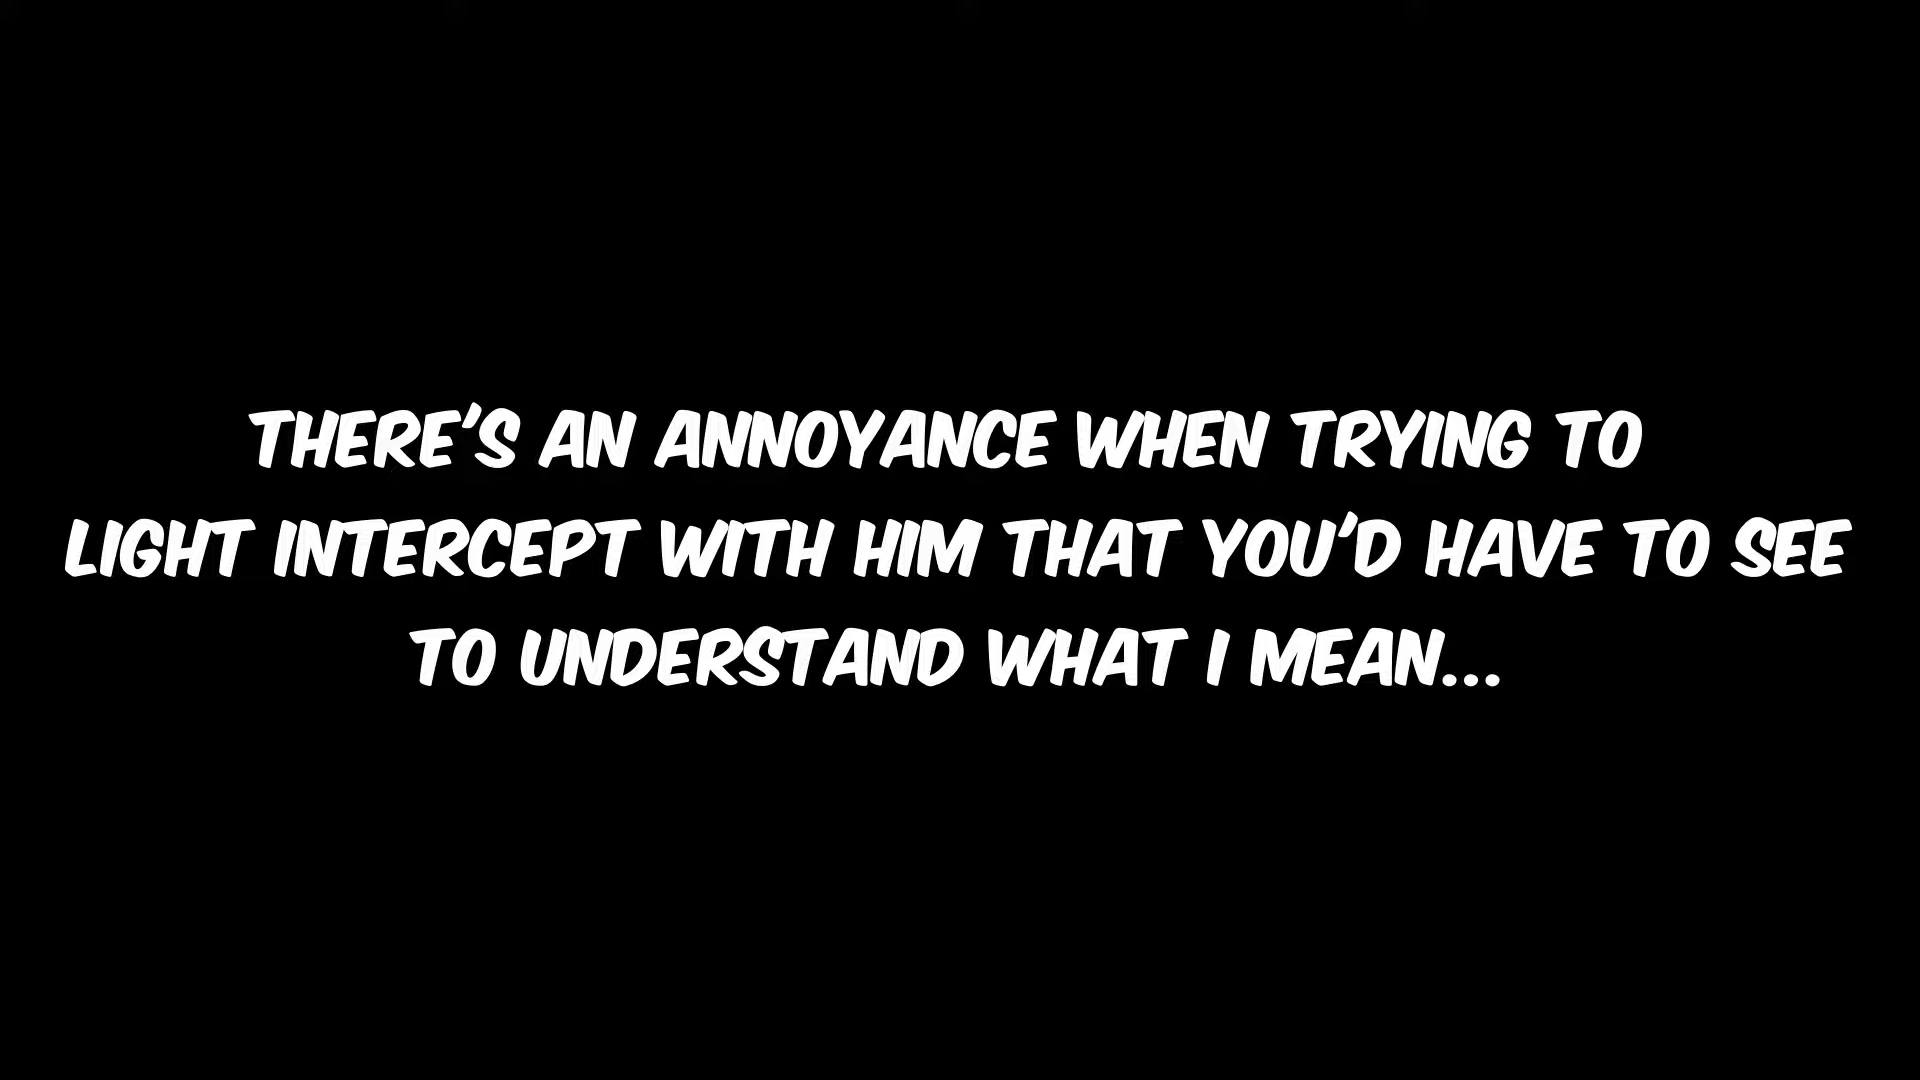 THERE'S AN ANNOYANCE WHEN TRYING TO
LIGHT INTERCEPT WITH HIM THAT YOU'D HAVE TO SEE
TO UNDERSTAND WHAT I MEAN...